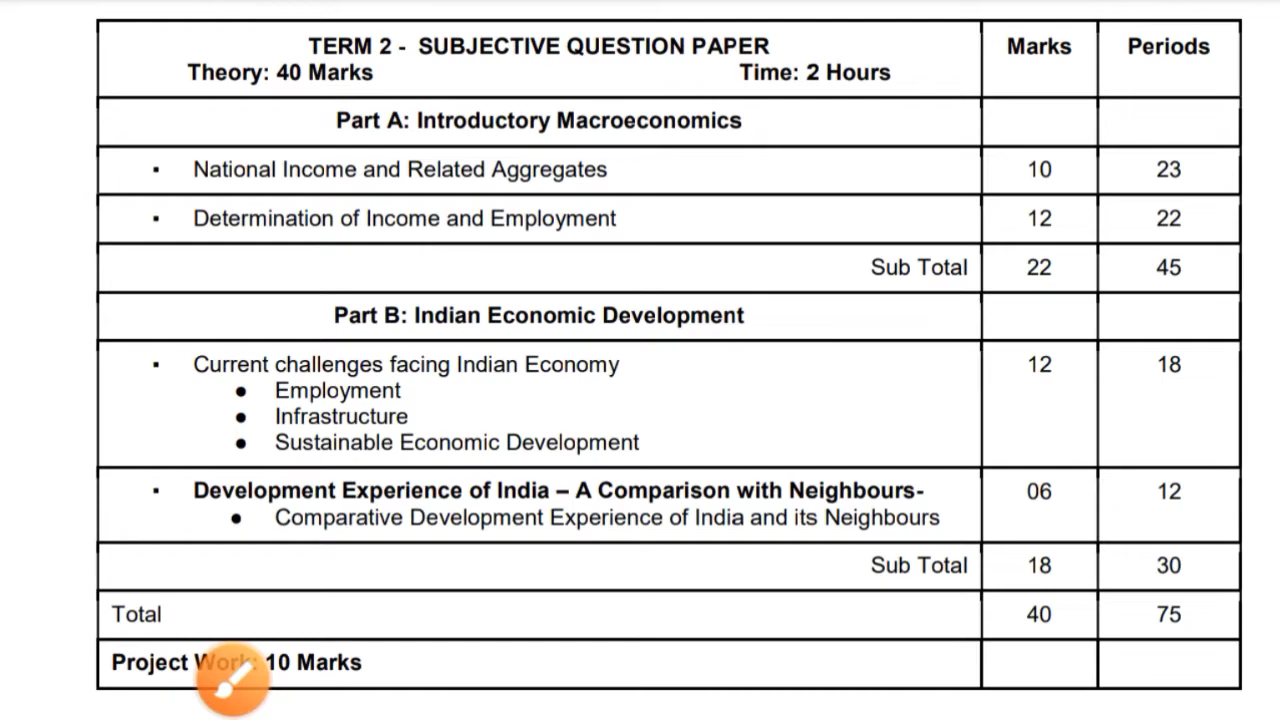 TERM 2 - SUBJECTIVE QUESTION PAPER Marks Periods
Theory: 40 Marks Time: 2 Hours
Part A: Introductory Macroeconomics
▪ National Income and Related Aggregates 10 23
▪ Determination of Income and Employment 12 22
Sub Total 22 45
Part B: Indian Economic Development
▪ Current challenges facing Indian Economy 12 18
● Employment
● Infrastructure
● Sustainable Economic Development
▪ Development Experience of India – A Comparison with Neighbours- 06 12
● Comparative Development Experience of India and its Neighbours
Sub Total 18 30
Total 40 75
Project Work: 10 Marks